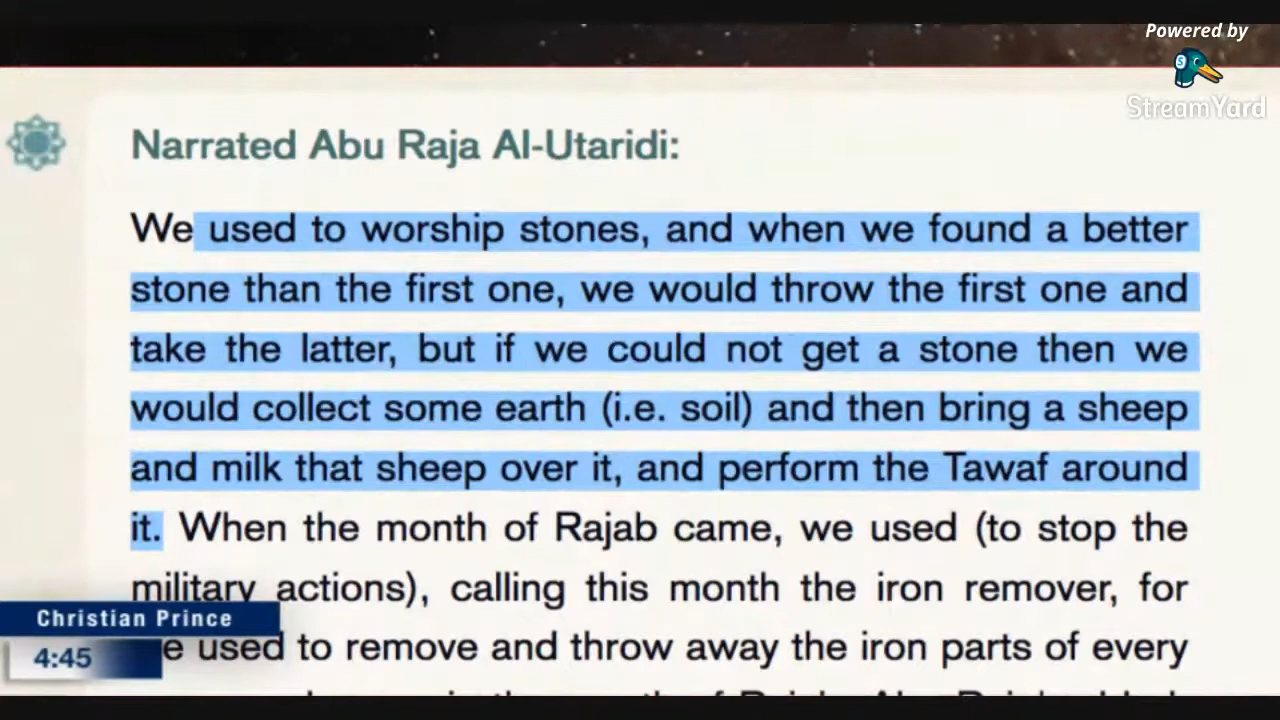 Powered by
StreamYard
Narrated Abu Raja Al-Utaridi:
We used to worship stones, and when we found a better
stone than the first one, we would throw the first one and
take the latter, but if we could not get a stone then we
would collect some earth (i.e. soil) and then bring a sheep
and milk that sheep over it, and perform the Tawaf around
it. When the month of Rajab came, we used (to stop the
military actions), calling this month the iron remover, for
used to remove and throw away the iron parts of every
Christian Prince
4:45